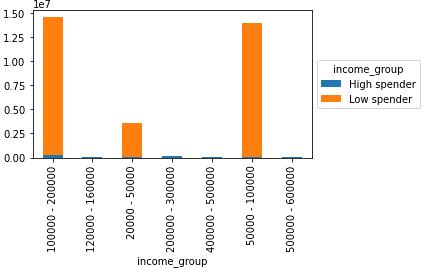 1e7
1.50
1.25
1.00
0.75
0.50
0.25
0.00
100000 - 200000
120000 - 160000
20000 - 50000
200000 - 300000
400000 - 500000
50000 - 100000
500000 - 600000
income_group
income_group
High spender
Low spender